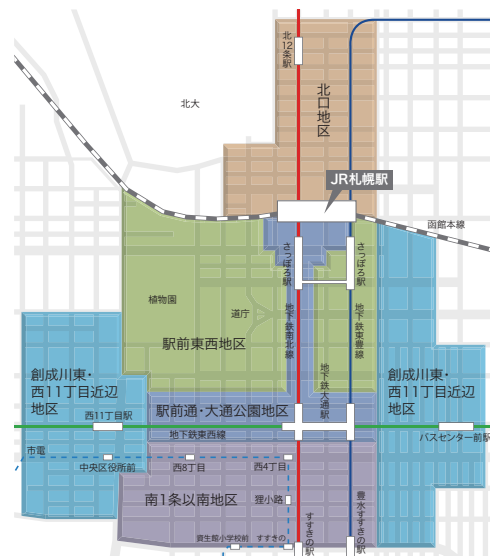 北12条駅
北大
北口地区
JR札幌駅
函館本線
さっぽろ駅
さっぽろ駅
植物園
道庁
地下鉄南北線
地下鉄東豊線
駅前東西地区
地下鉄大通駅
創成川東・
西11丁目近辺
地区
創成川東・
西11丁目近辺
地区
駅前通・大通公園地区
西11丁目駅
地下鉄東西線
バスセンター前駅
市電
中央区役所前
西8丁目
西4丁目
南1条以南地区
狸小路
資生館小学校前
すすきの
すすきの駅
豊水すすきの駅